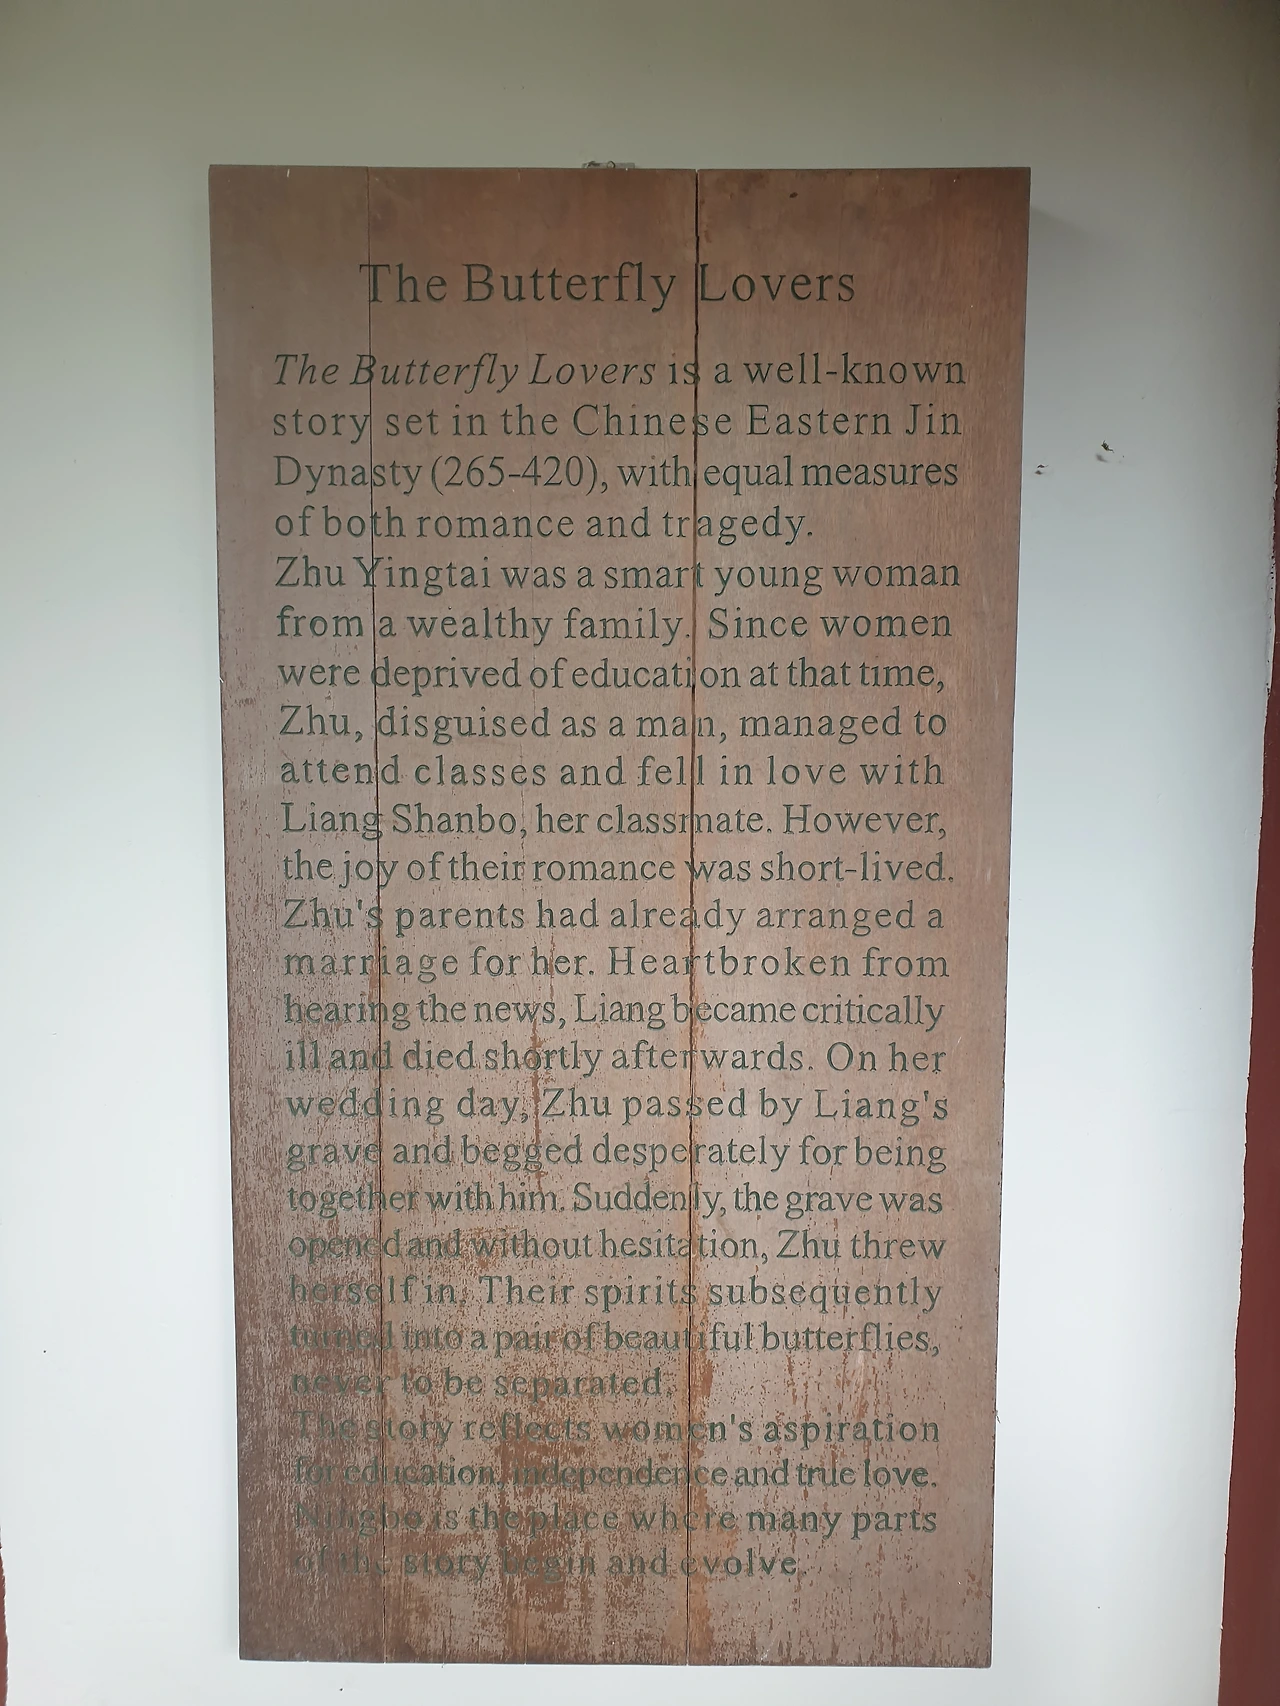 The Butterfly Lovers
The Butterfly Lovers is a well-known
story set in the Chinese Eastern Jin
Dynasty (265-420), with equal measures
of both romance and tragedy.
Zhu Yingtai was a smart young woman
from a wealthy family. Since women
were deprived of education at that time,
Zhu, disguised as a man, managed to
attend classes and fell in love with
Liang Shanbo, her classmate. However,
the joy of their romance was short-lived.
Zhu's parents had already arranged a
marriage for her. Heartbroken from
hearing the news, Liang became critically
ill and died shortly afterwards. On her
wedding day, Zhu passed by Liang's
grave and begged desperately for being
together with him. Suddenly, the grave was
opened and without hesitation, Zhu threw
herself in. Their spirits subsequently
turned into a pair of beautiful butterflies,
never to be separated.
The story reflects women's aspiration
for education, independence and true love.
Ningbo is the place where many parts
of the story begin and evolve.